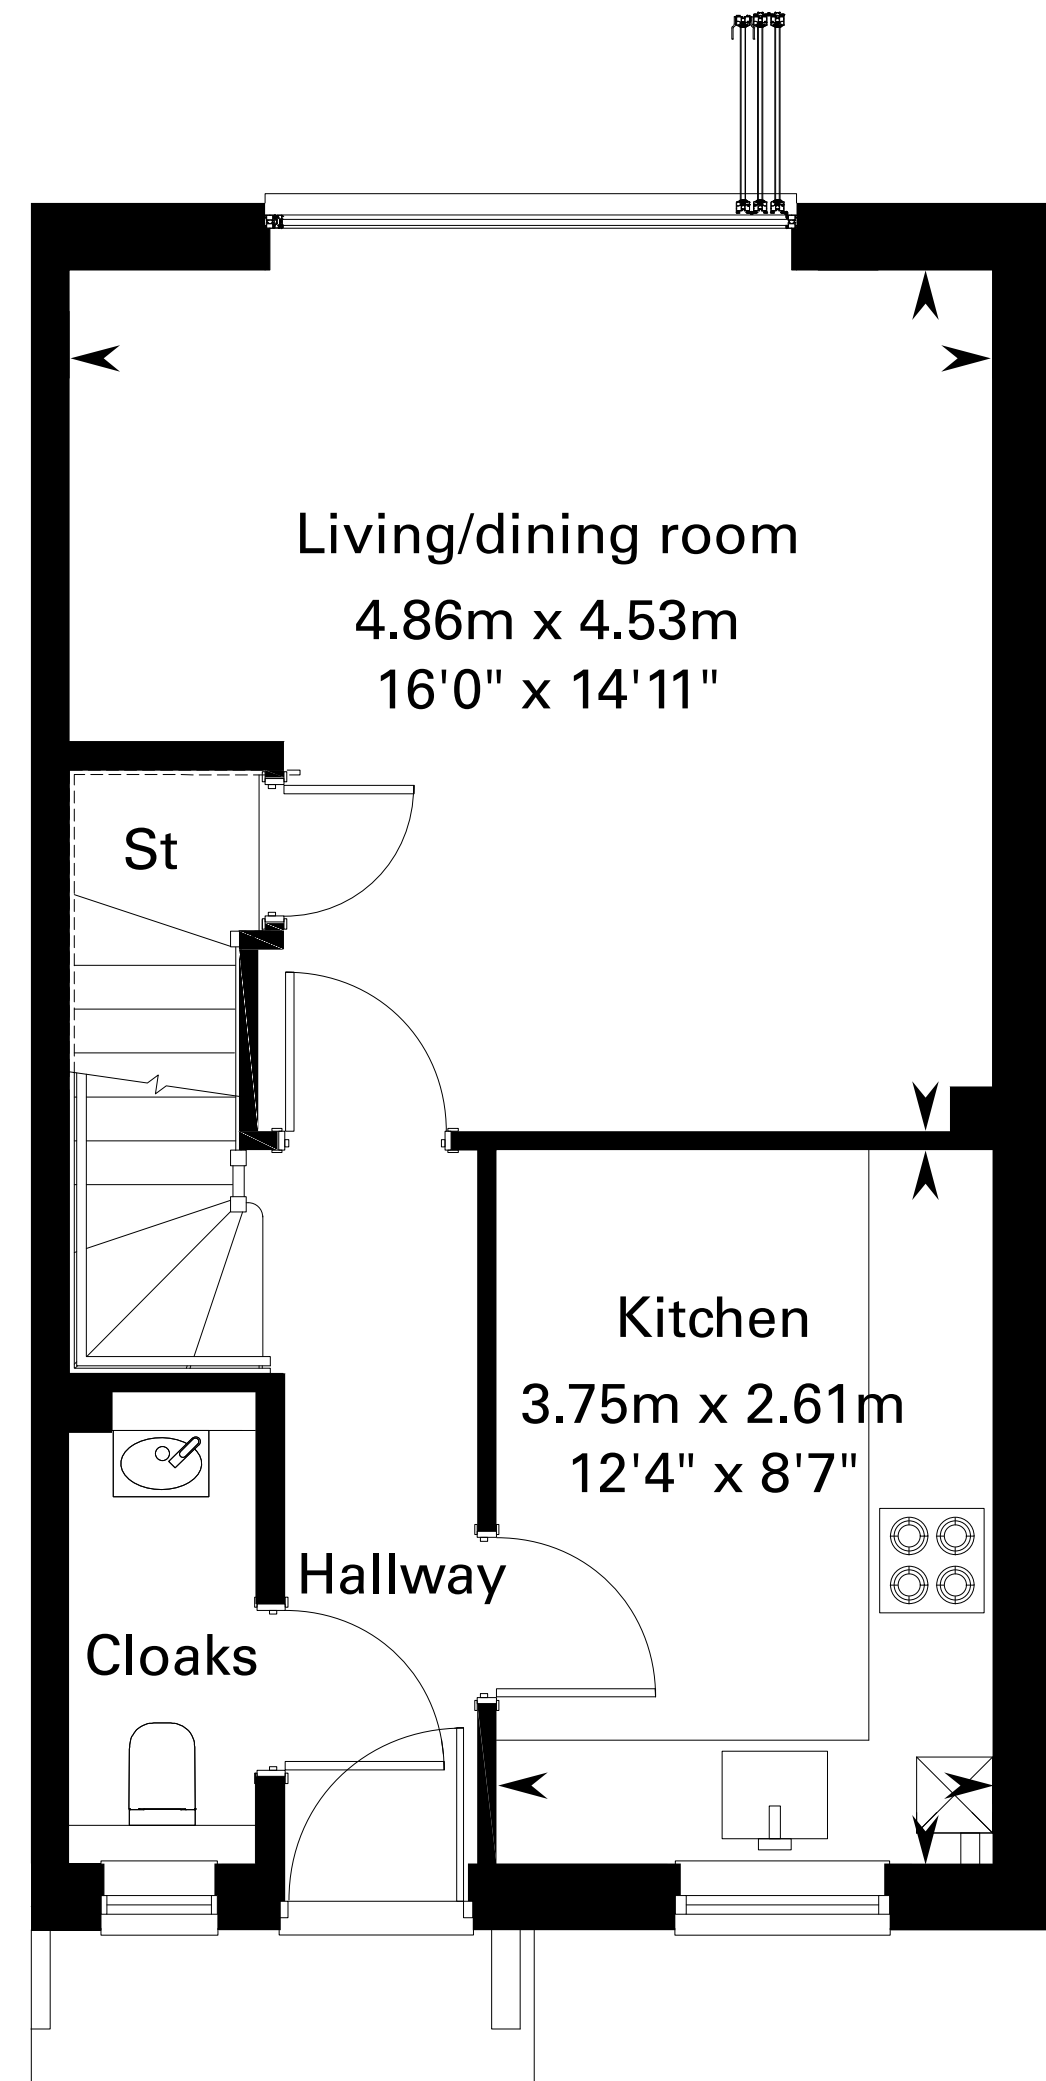 Living/dining room
4.86m x 4.53m
16'0" x 14'11"
St
Kitchen
3.75m x 2.61m
12'4" x 8'7"
Hallway
Cloaks